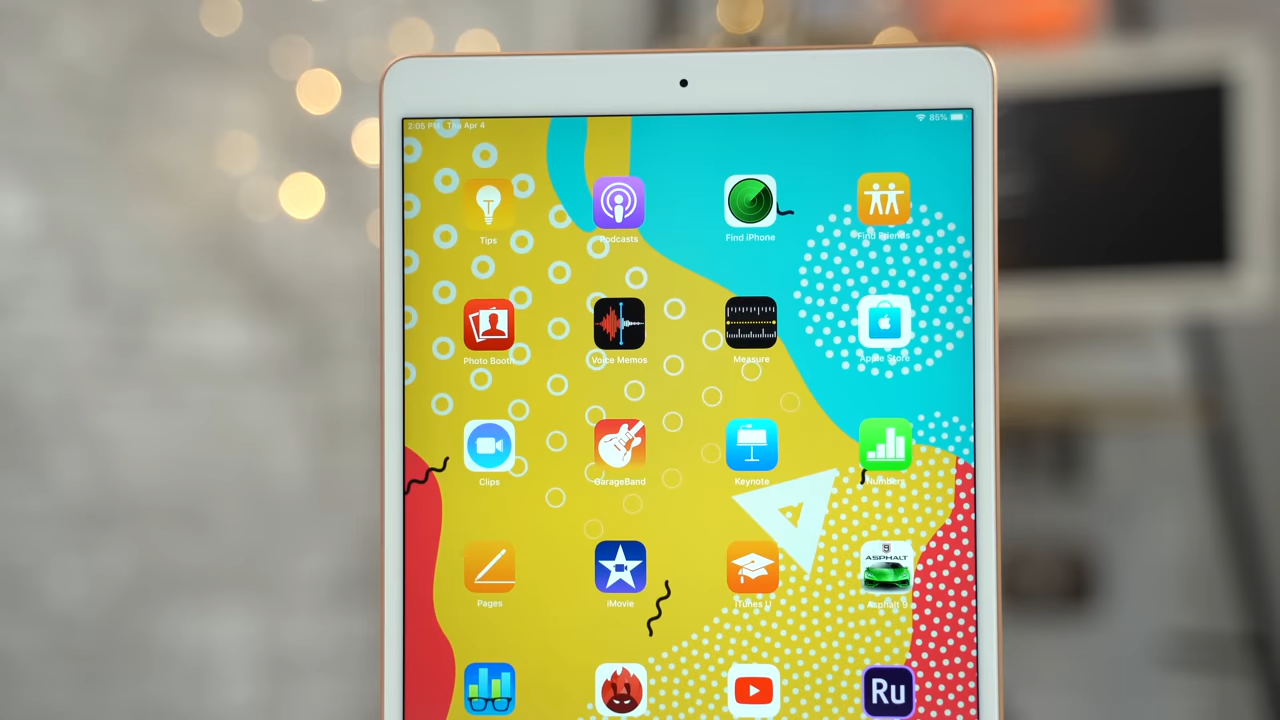 2:05 PM Thu Apr 4
85%
Tips
Podcasts
Find iPhone
Find Friends
Photo Booth
Voice Memos
Measure
Apple Store
Clips
GarageBand
Keynote
Numbers
9
ASPHALT
Pages
iMovie
iTunes U
Asphalt 9
Ru